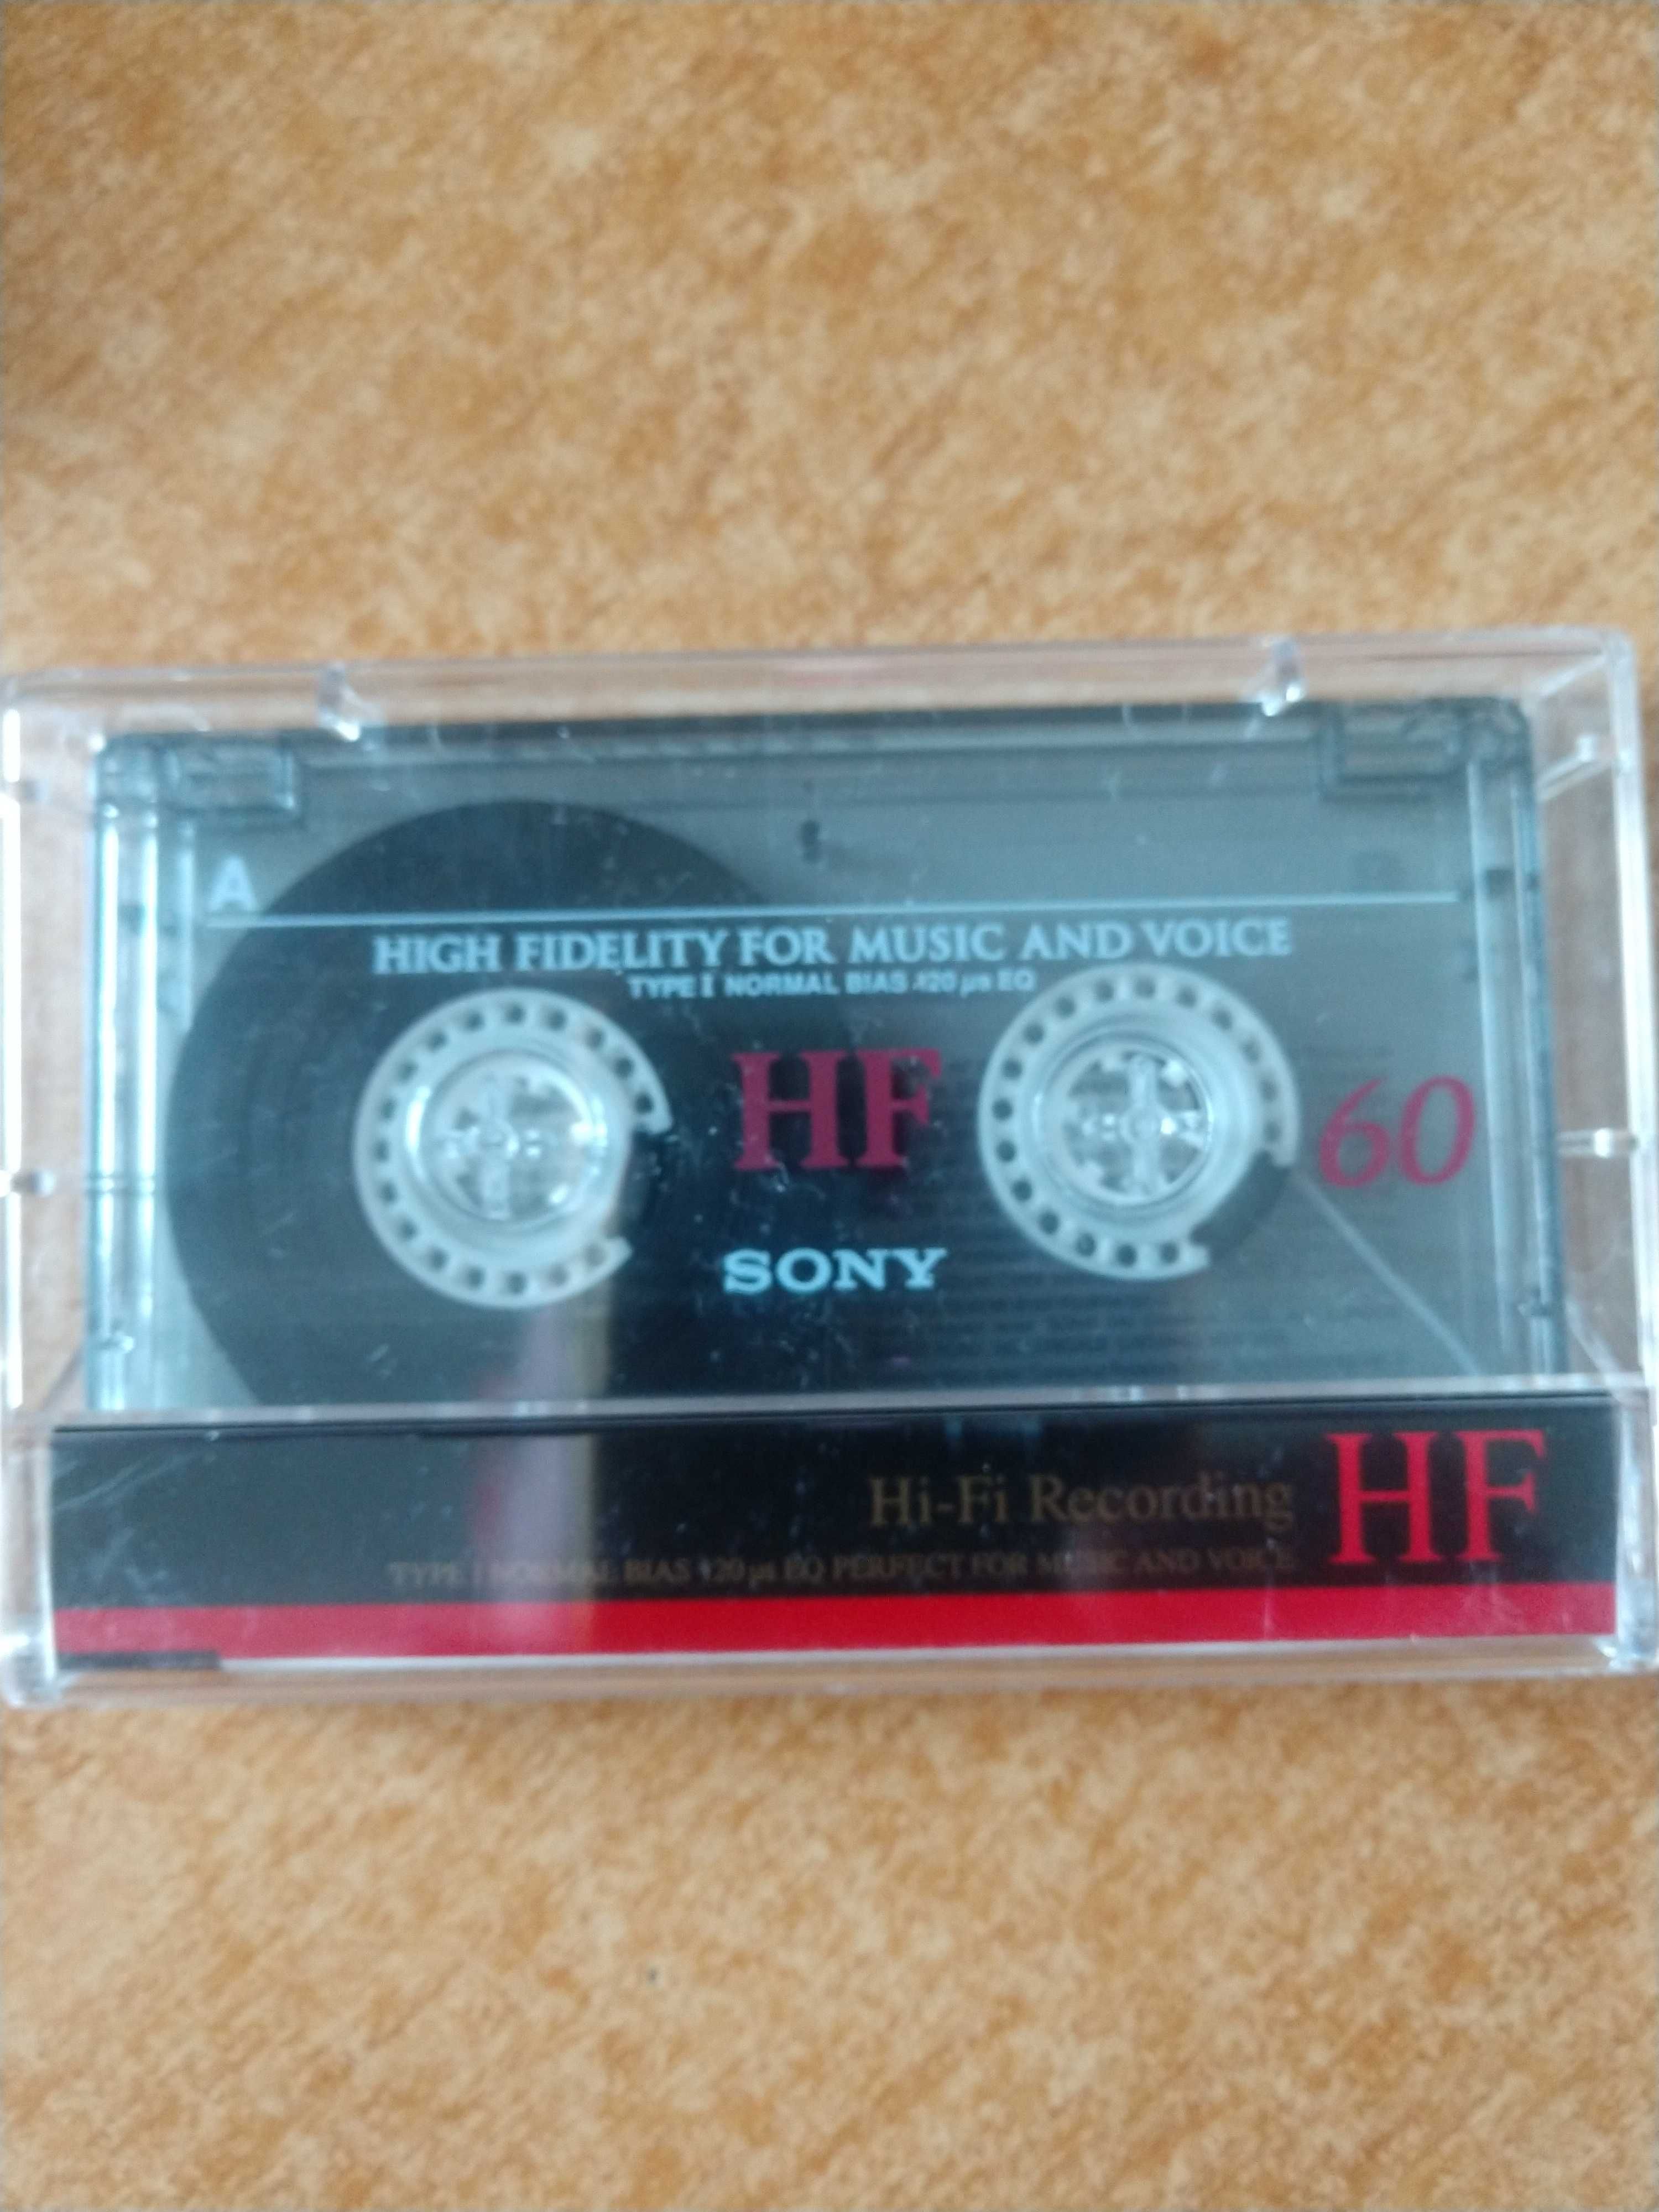 A
HIGH FIDELITY FOR MUSIC AND VOICE
TYPE I NORMAL BIAS 120 µs EQ
HF
60
SONY
Hi-Fi Recording HF
TYPE I NORMAL BIAS 120 µs EQ PERFECT FOR MUSIC AND VOICE